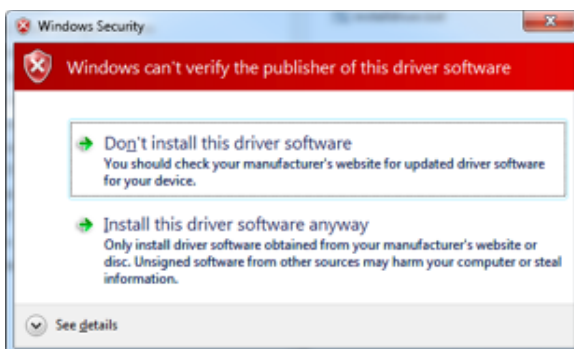 Windows Security
Windows can't verify the publisher of this driver software
Don't install this driver software
You should check your manufacturer's website for updated driver software
for your device.
Install this driver software anyway
Only install driver software obtained from your manufacturer's website or
disc. Unsigned software from other sources may harm your computer or steal
information.
See details